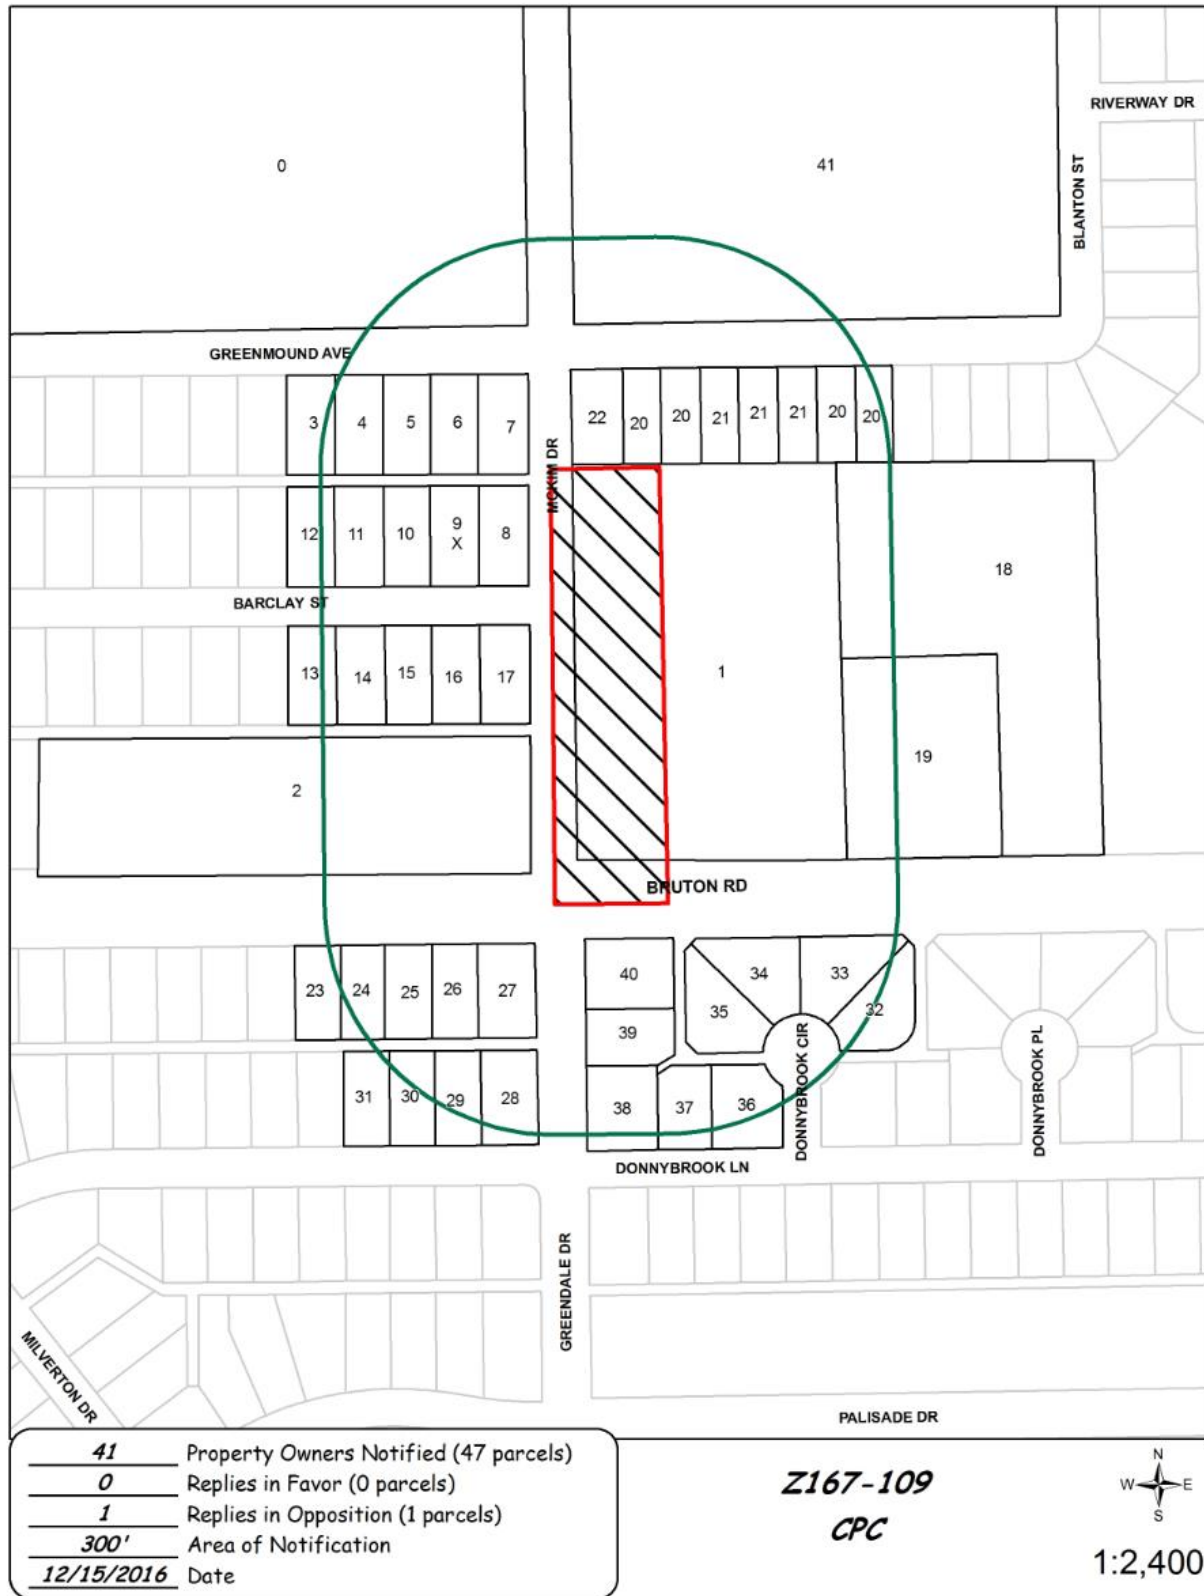 RIVERWAY DR
0
41
BLANTON ST
GREENMOUND AVE
3 4 5 6 7
22 20 20 21 21 21 20 20
MCKIM DR
12 11 10 9 8
X
18
BARCLAY ST
13 14 15 16 17
1
19
2
BRUTON RD
23 24 25 26 27
40 34 33
35 32
39
31 30 29 28
38 37 36
DONNYBROOK CIR
DONNYBROOK PL
DONNYBROOK LN
GREENDALE DR
MILVERTON DR
PALISADE DR
41 Property Owners Notified (47 parcels)
0 Replies in Favor (0 parcels)
1 Replies in Opposition (1 parcels)
300' Area of Notification
12/15/2016 Date
Z167-109
CPC
N
W E
S
1:2,400